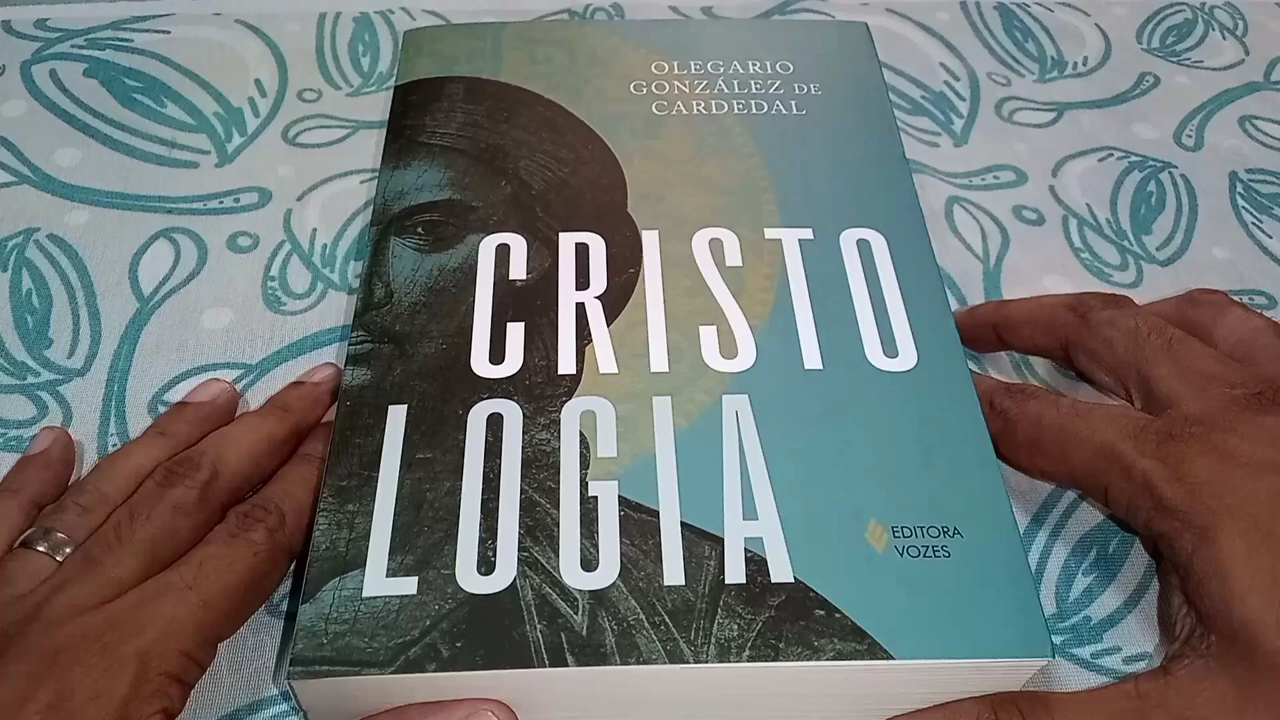 OLEGARIO
GONZÁLEZ DE
CARDEDAL
CRISTO
LOGIA
EDITORA
VOZES